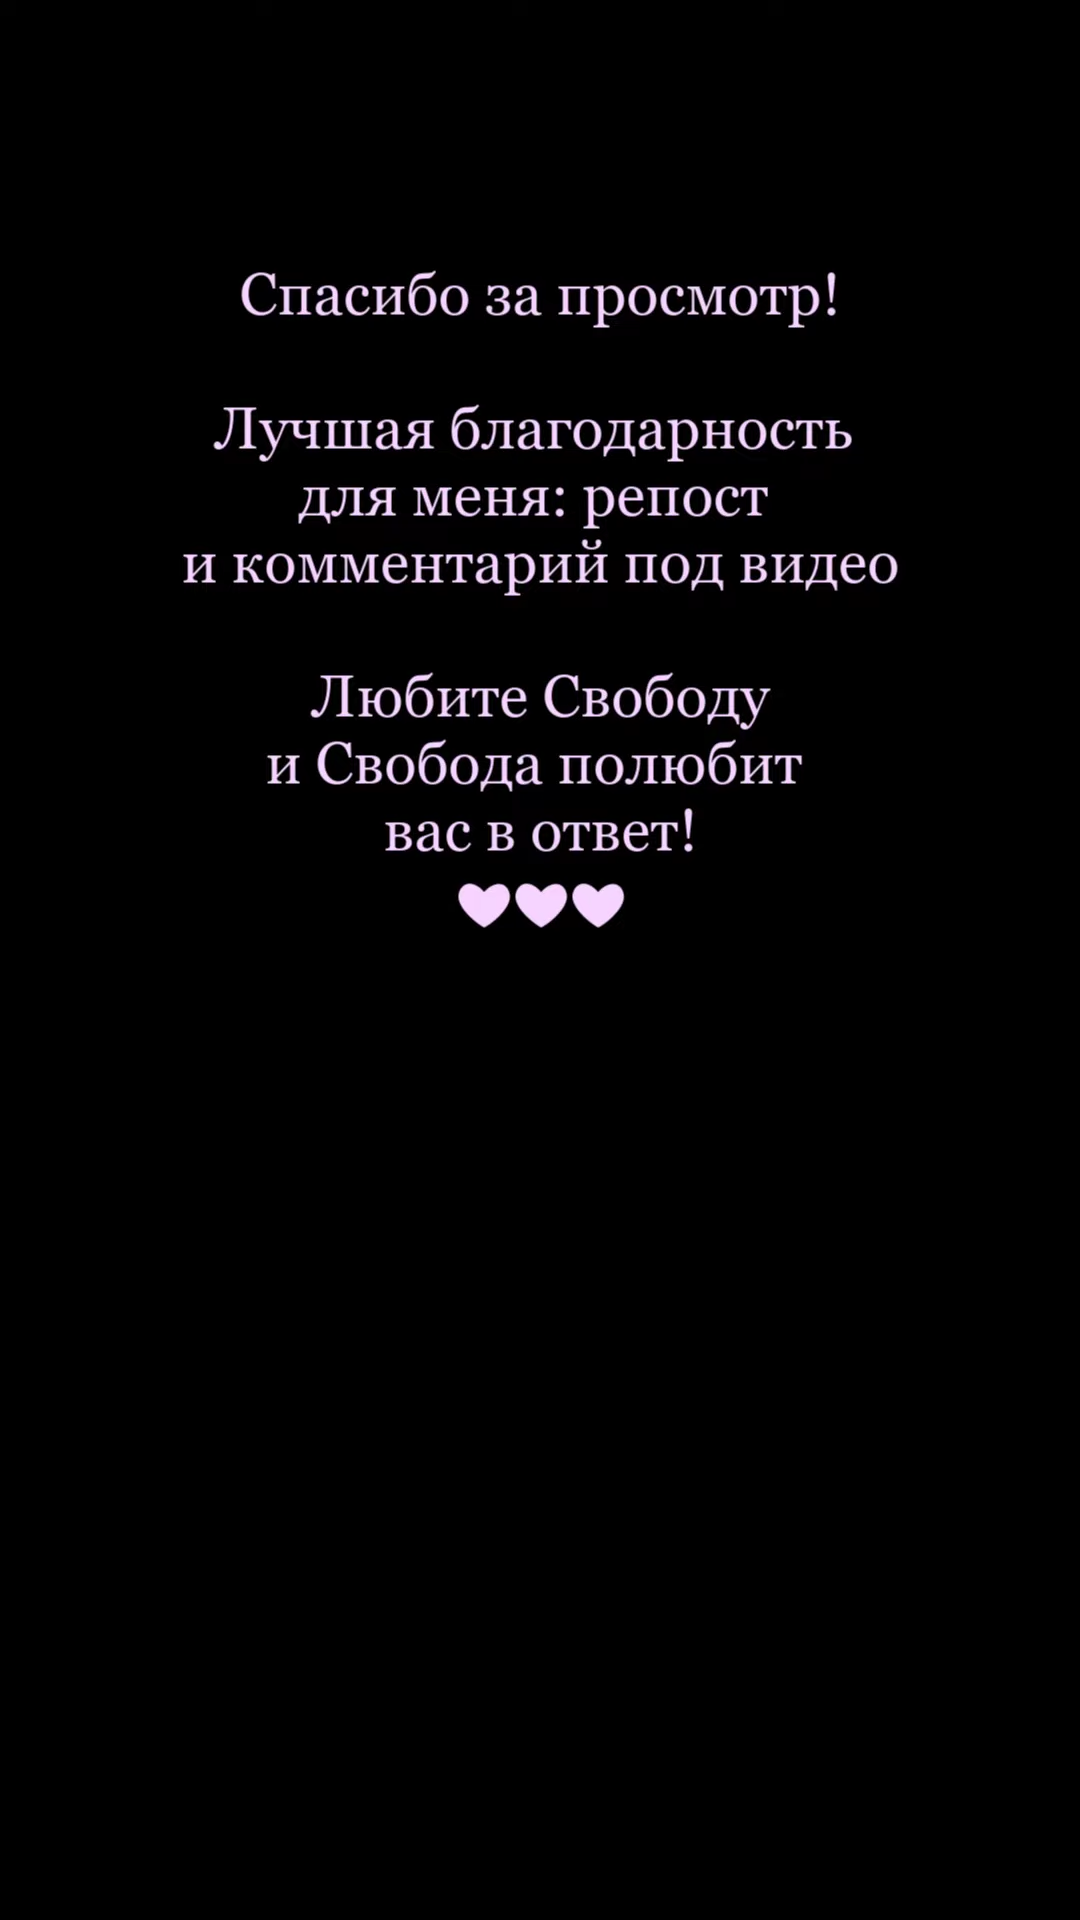 Спасибо за просмотр!
Лучшая благодарность
для меня: репост
и комментарий под видео
Любите Свободу
и Свобода полюбит
вас в ответ!
♥♥♥